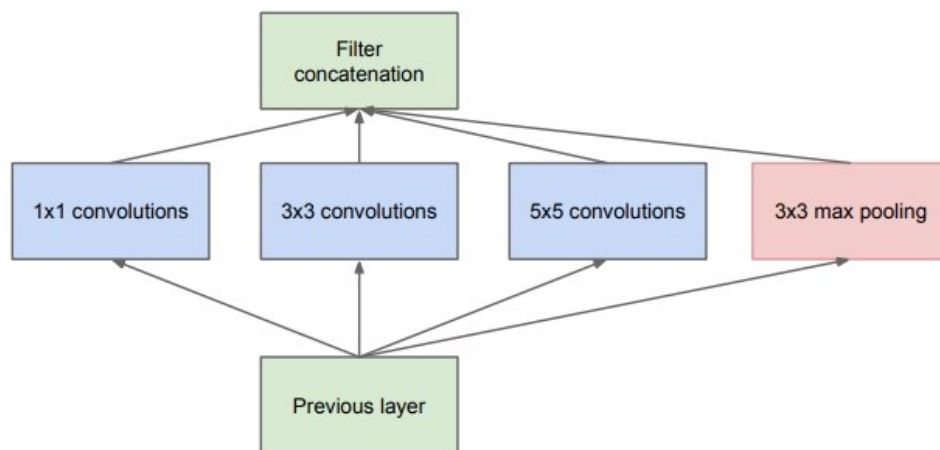 Filter
concatenation
1x1 convolutions
3x3 convolutions
5x5 convolutions
3x3 max pooling
Previous layer